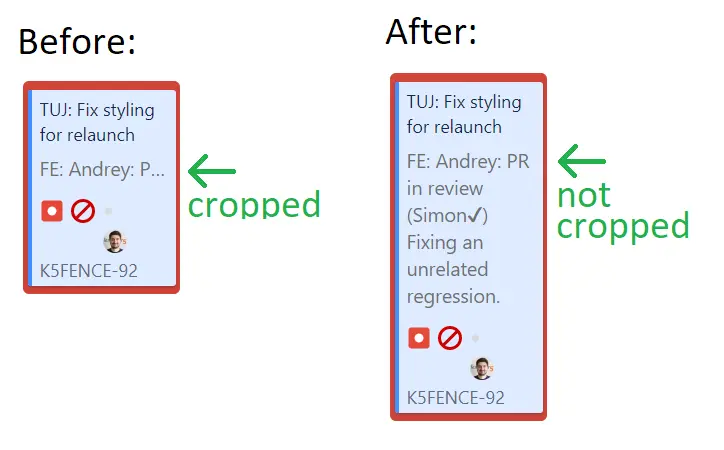 Before:
TUJ: Fix styling
for relaunch
FE: Andrey: P...
cropped
K5FENCE-92
After:
TUJ: Fix styling
for relaunch
FE: Andrey: PR
in review
(Simon✓)
Fixing an
unrelated
regression.
not
cropped
K5FENCE-92